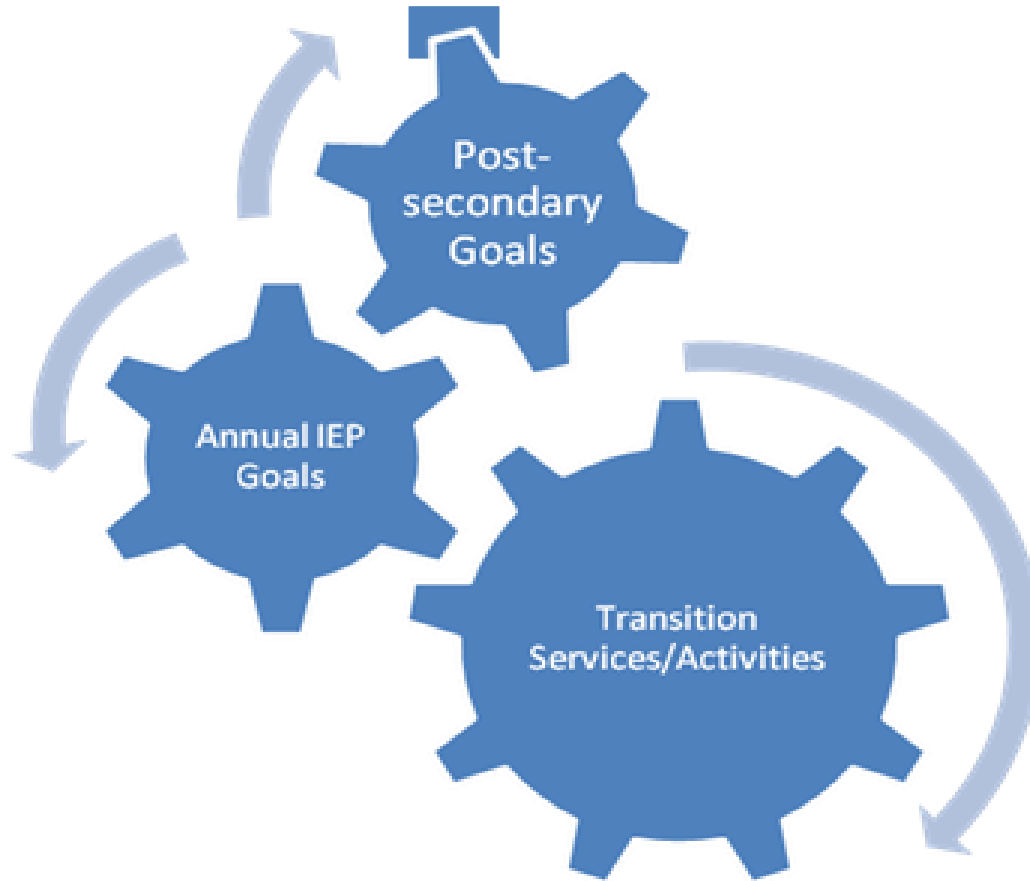 Post-
secondary
Goals
Annual IEP
Goals
Transition
Services/Activities